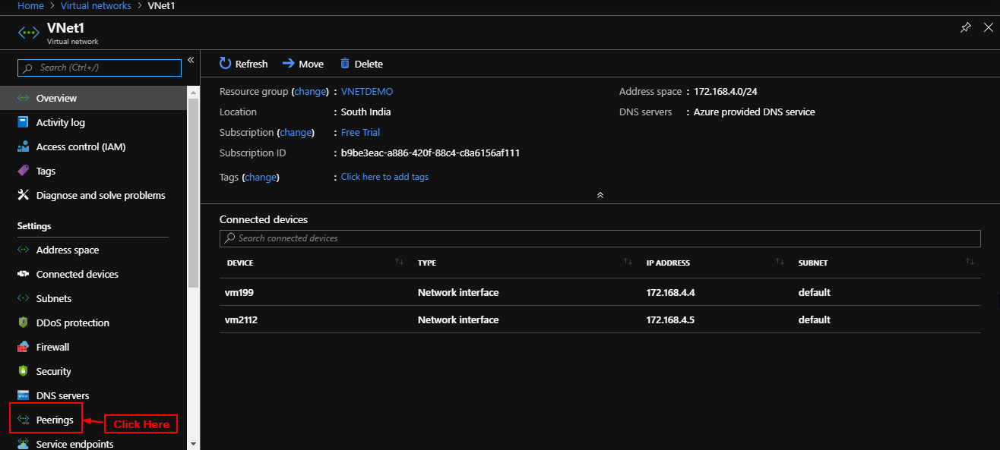 Home > Virtual networks > VNet1
VNet1
Virtual network
Search (Ctrl+/)
«
Overview
Activity log
Access control (IAM)
Tags
Diagnose and solve problems
Settings
Address space
Connected devices
Subnets
DDoS protection
Firewall
Security
DNS servers
Peerings
Click Here
Service endpoints
Refresh Move Delete
Resource group (change) : VNETDEMO
Location : South India
Subscription (change) : Free Trial
Subscription ID : b9be3eac-a886-420f-88c4-c8a6156af111
Tags (change) : Click here to add tags
Address space : 172.168.4.0/24
DNS servers : Azure provided DNS service
Connected devices
Search connected devices
DEVICE TYPE IP ADDRESS SUBNET
vm199 Network interface 172.168.4.4 default
vm2112 Network interface 172.168.4.5 default